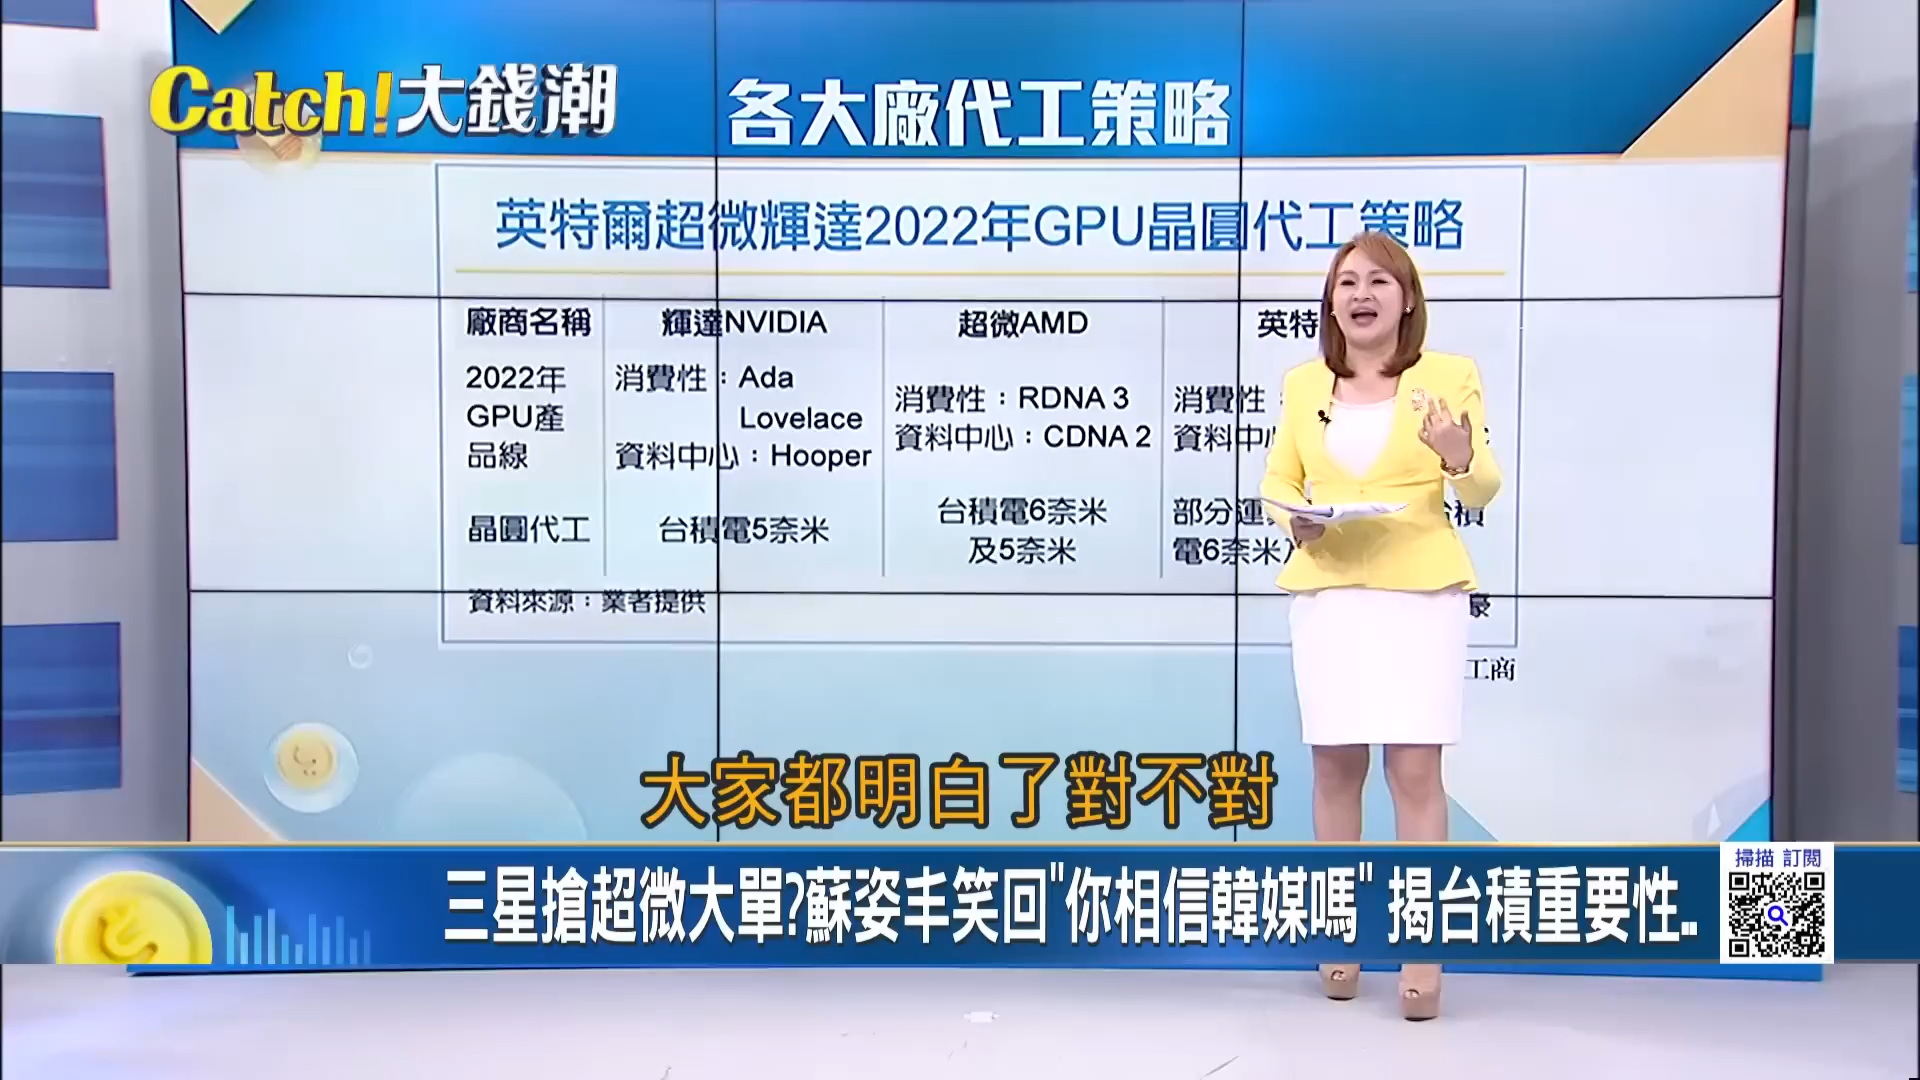 Catch!大錢潮
各大廠代工策略
英特爾超微輝達2022年GPU晶圓代工策略
廠商名稱
輝達NVIDIA
超微AMD
英特
2022年
GPU產
品線
消費性：Ada
Lovelace
資料中心：Hooper
消費性：RDNA 3
資料中心：CDNA 2
消費性：
資料中
晶圓代工
台積電5奈米
台積電6奈米
及5奈米
部分運
台積
電6奈米
資料來源：業者提供
豪
工商
大家都明白了對不對
三星搶超微大單?蘇姿丰笑回"你相信韓媒嗎" 揭台積重要性..
掃描 訂閱